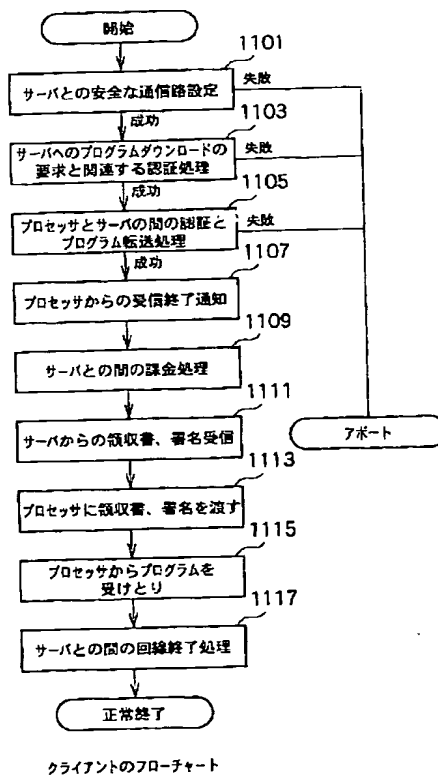 開始
1101
サーバとの安全な通信路設定
失敗
成功
1103
サーバへのプログラムダウンロードの
要求と関連する認証処理
失敗
成功
1105
プロセッサとサーバの間の認証と
プログラム転送処理
失敗
成功
1107
プロセッサからの受信終了通知
1109
サーバとの間の課金処理
1111
サーバからの領収書、署名受信
アボート
1113
プロセッサに領収書、署名を渡す
1115
プロセッサからプログラムを
受けとり
1117
サーバとの間の回線終了処理
正常終了
クライアントのフローチャート